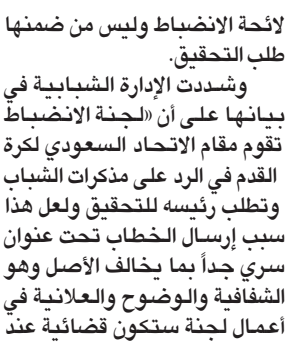 لائحة الانضباط وليس من ضمنها
طلب التحقيق.
وشددت الإدارة الشبابية في
بيانها على أن «لجنة الانضباط
تقوم مقام الاتحاد السعودي لكرة
القدم في الرد على مذكرات الشباب
وتطلب رئيسه للتحقيق ولعل هذا
سبب إرسال الخطاب تحت عنوان
سري جداً بما يخالف الأصل وهو
الشفافية والوضوح والعلانية في
أعمال لجنة ستكون قضائية عند